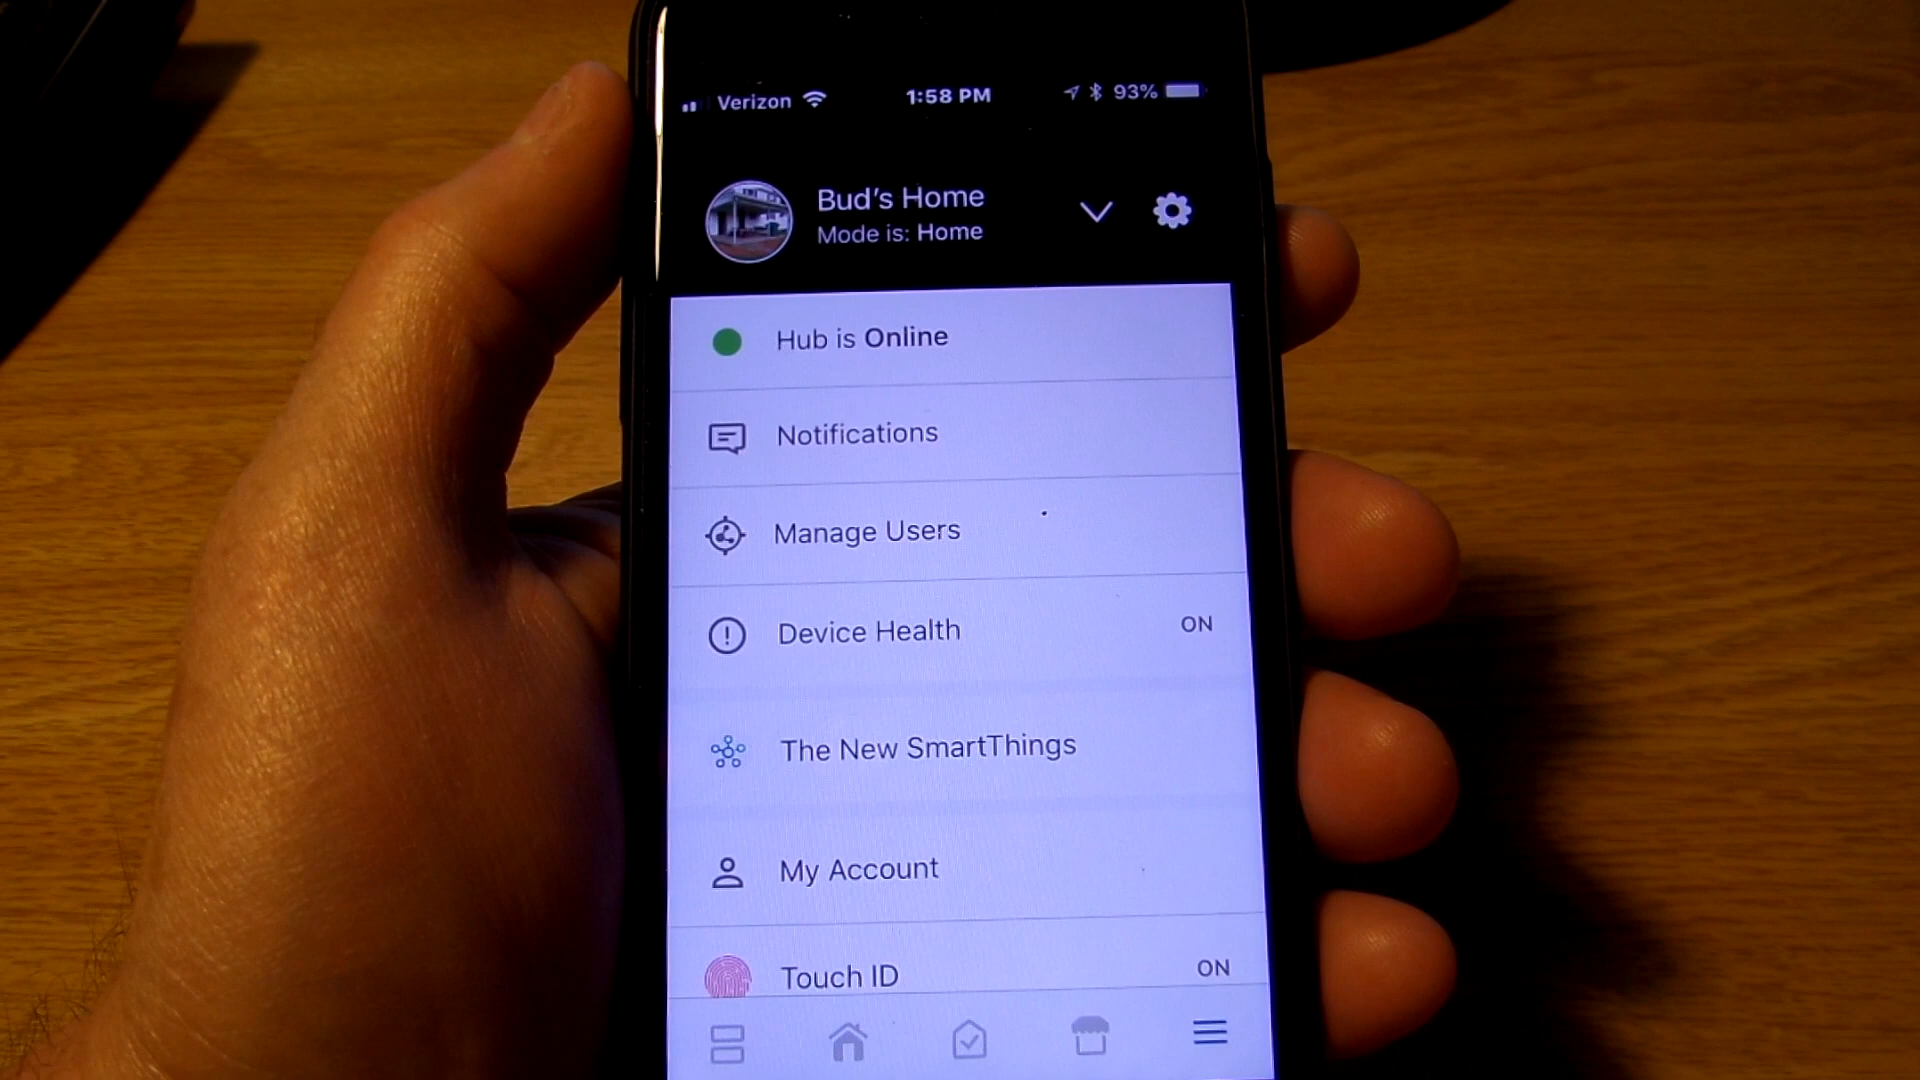 Verizon 1:58 PM 93%
Bud's Home
Mode is: Home
Hub is Online
Notifications
Manage Users
Device Health ON
The New SmartThings
My Account
Touch ID ON